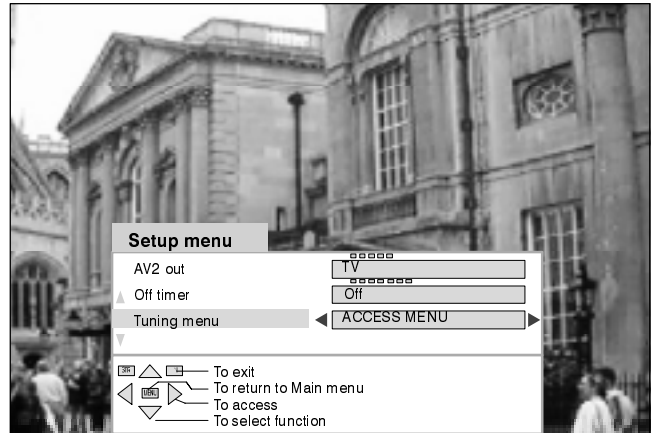 Setup menu
AV2 out TV
Off timer Off
Tuning menu ACCESS MENU
To exit
MENU To return to Main menu
To access
To select function